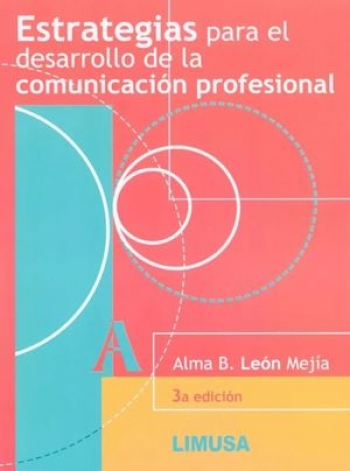 Estrategias para el
desarrollo de la
comunicación profesional
A
Alma B. León Mejía
3a edición
LIMUSA